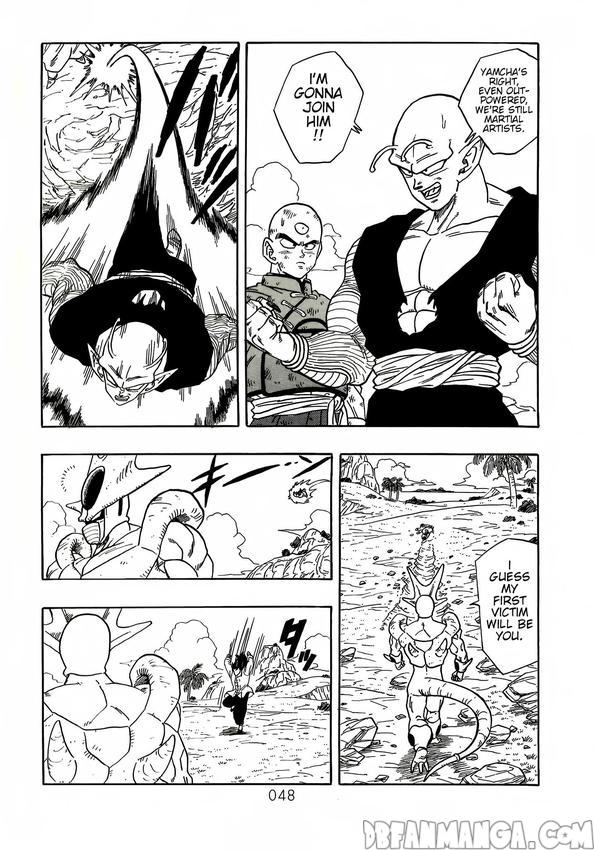 YAMCHA'S
RIGHT,
EVEN OUT-
POWERED,
WE'RE STILL
MARTIAL
ARTISTS.
I'M
GONNA
JOIN
HIM
!!
I
GUESS
MY
FIRST
VICTIM
WILL BE
YOU.
048
DBFANMANGA.COM